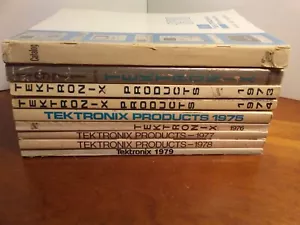 Catalog
TEKTRONIX PRODUCTS 1973
TEKTRONIX PRODUCTS 1974
TEKTRONIX PRODUCTS 1975
TEKTRONIX 1976
TEKTRONIX PRODUCTS-1977
TEKTRONIX PRODUCTS-1978
Tektronix 1979